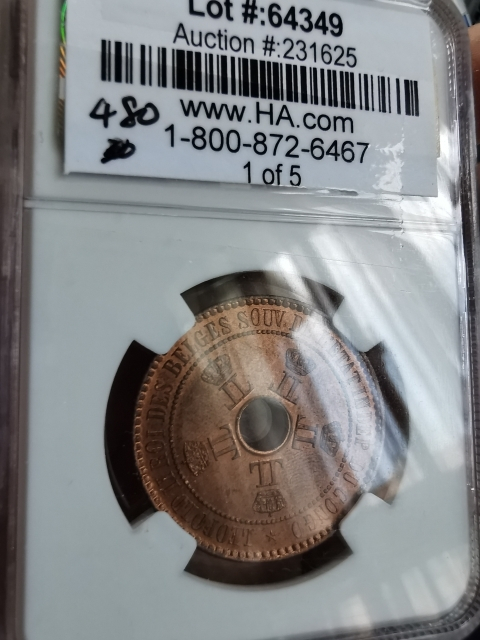 Lot #:64349
Auction #:231625
480
www.HA.com
1-800-872-6467
1 of 5
DES BELGES SOUV.